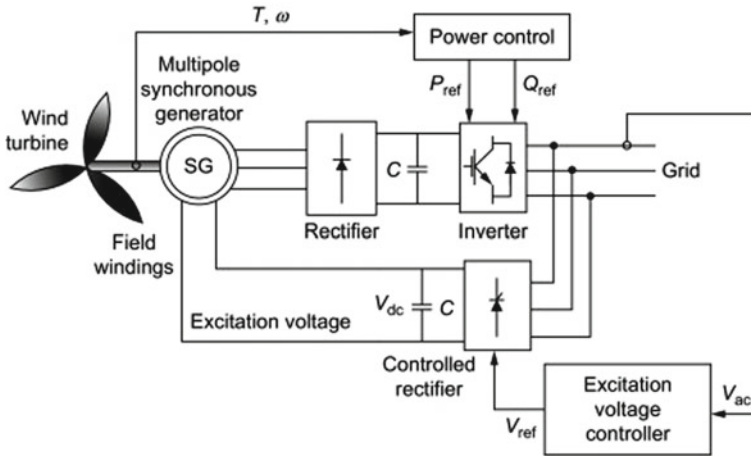 T, ω
Power control
Multipole
synchronous
generator
P_ref
Q_ref
Wind
turbine
SG
C
Grid
Field
windings
Rectifier
Inverter
V_dc
C
Excitation voltage
Controlled
rectifier
Excitation
voltage
controller
V_ac
V_ref